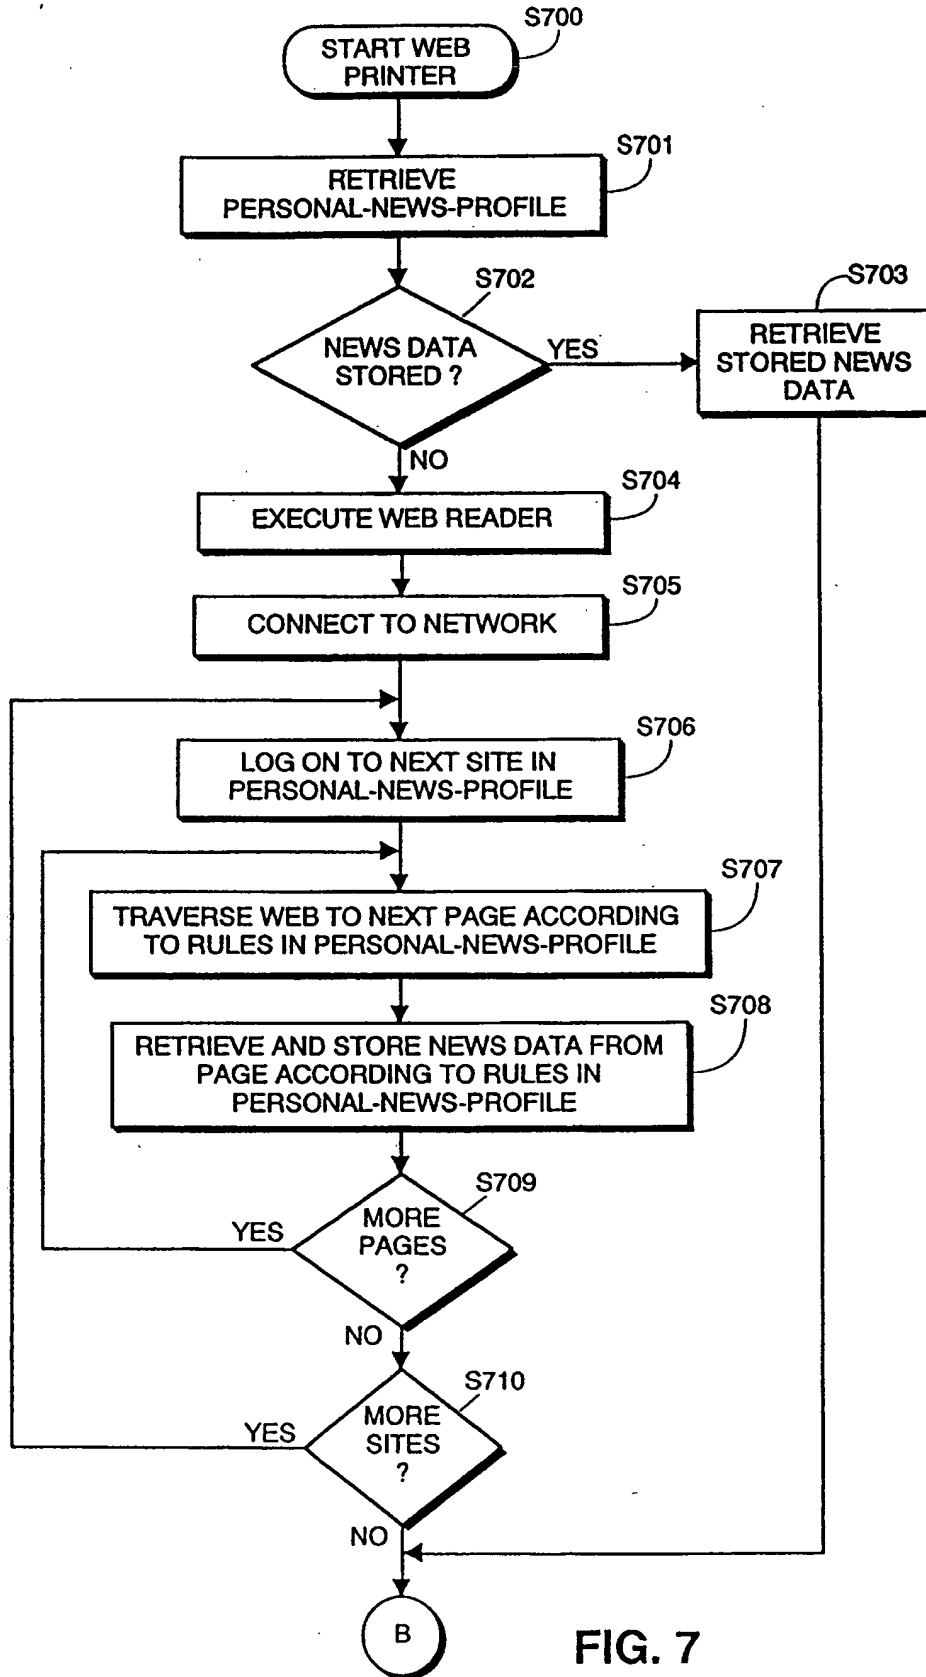 S700
START WEB
PRINTER
S701
RETRIEVE
PERSONAL-NEWS-PROFILE
S702
NEWS DATA
STORED ?
YES
S703
RETRIEVE
STORED NEWS
DATA
NO
S704
EXECUTE WEB READER
S705
CONNECT TO NETWORK
S706
LOG ON TO NEXT SITE IN
PERSONAL-NEWS-PROFILE
S707
TRAVERSE WEB TO NEXT PAGE ACCORDING
TO RULES IN PERSONAL-NEWS-PROFILE
S708
RETRIEVE AND STORE NEWS DATA FROM
PAGE ACCORDING TO RULES IN
PERSONAL-NEWS-PROFILE
S709
MORE
PAGES
?
YES
NO
S710
MORE
SITES
?
YES
NO
B
FIG. 7